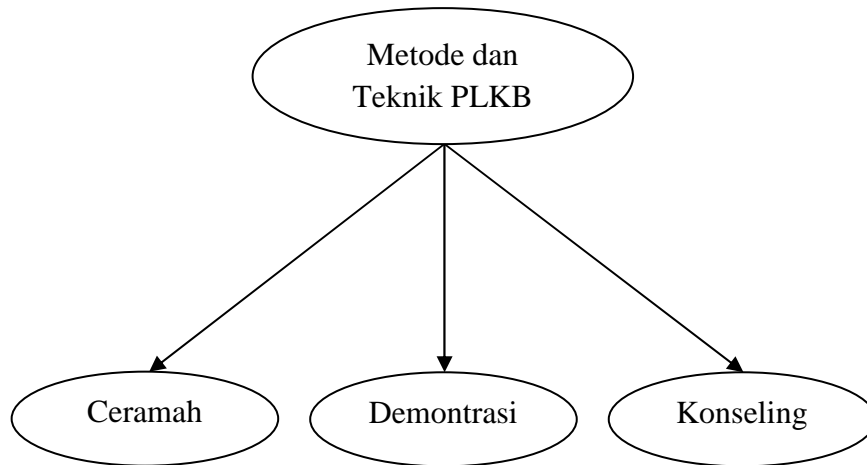 Metode dan
Teknik PLKB
Ceramah
Demontrasi
Konseling